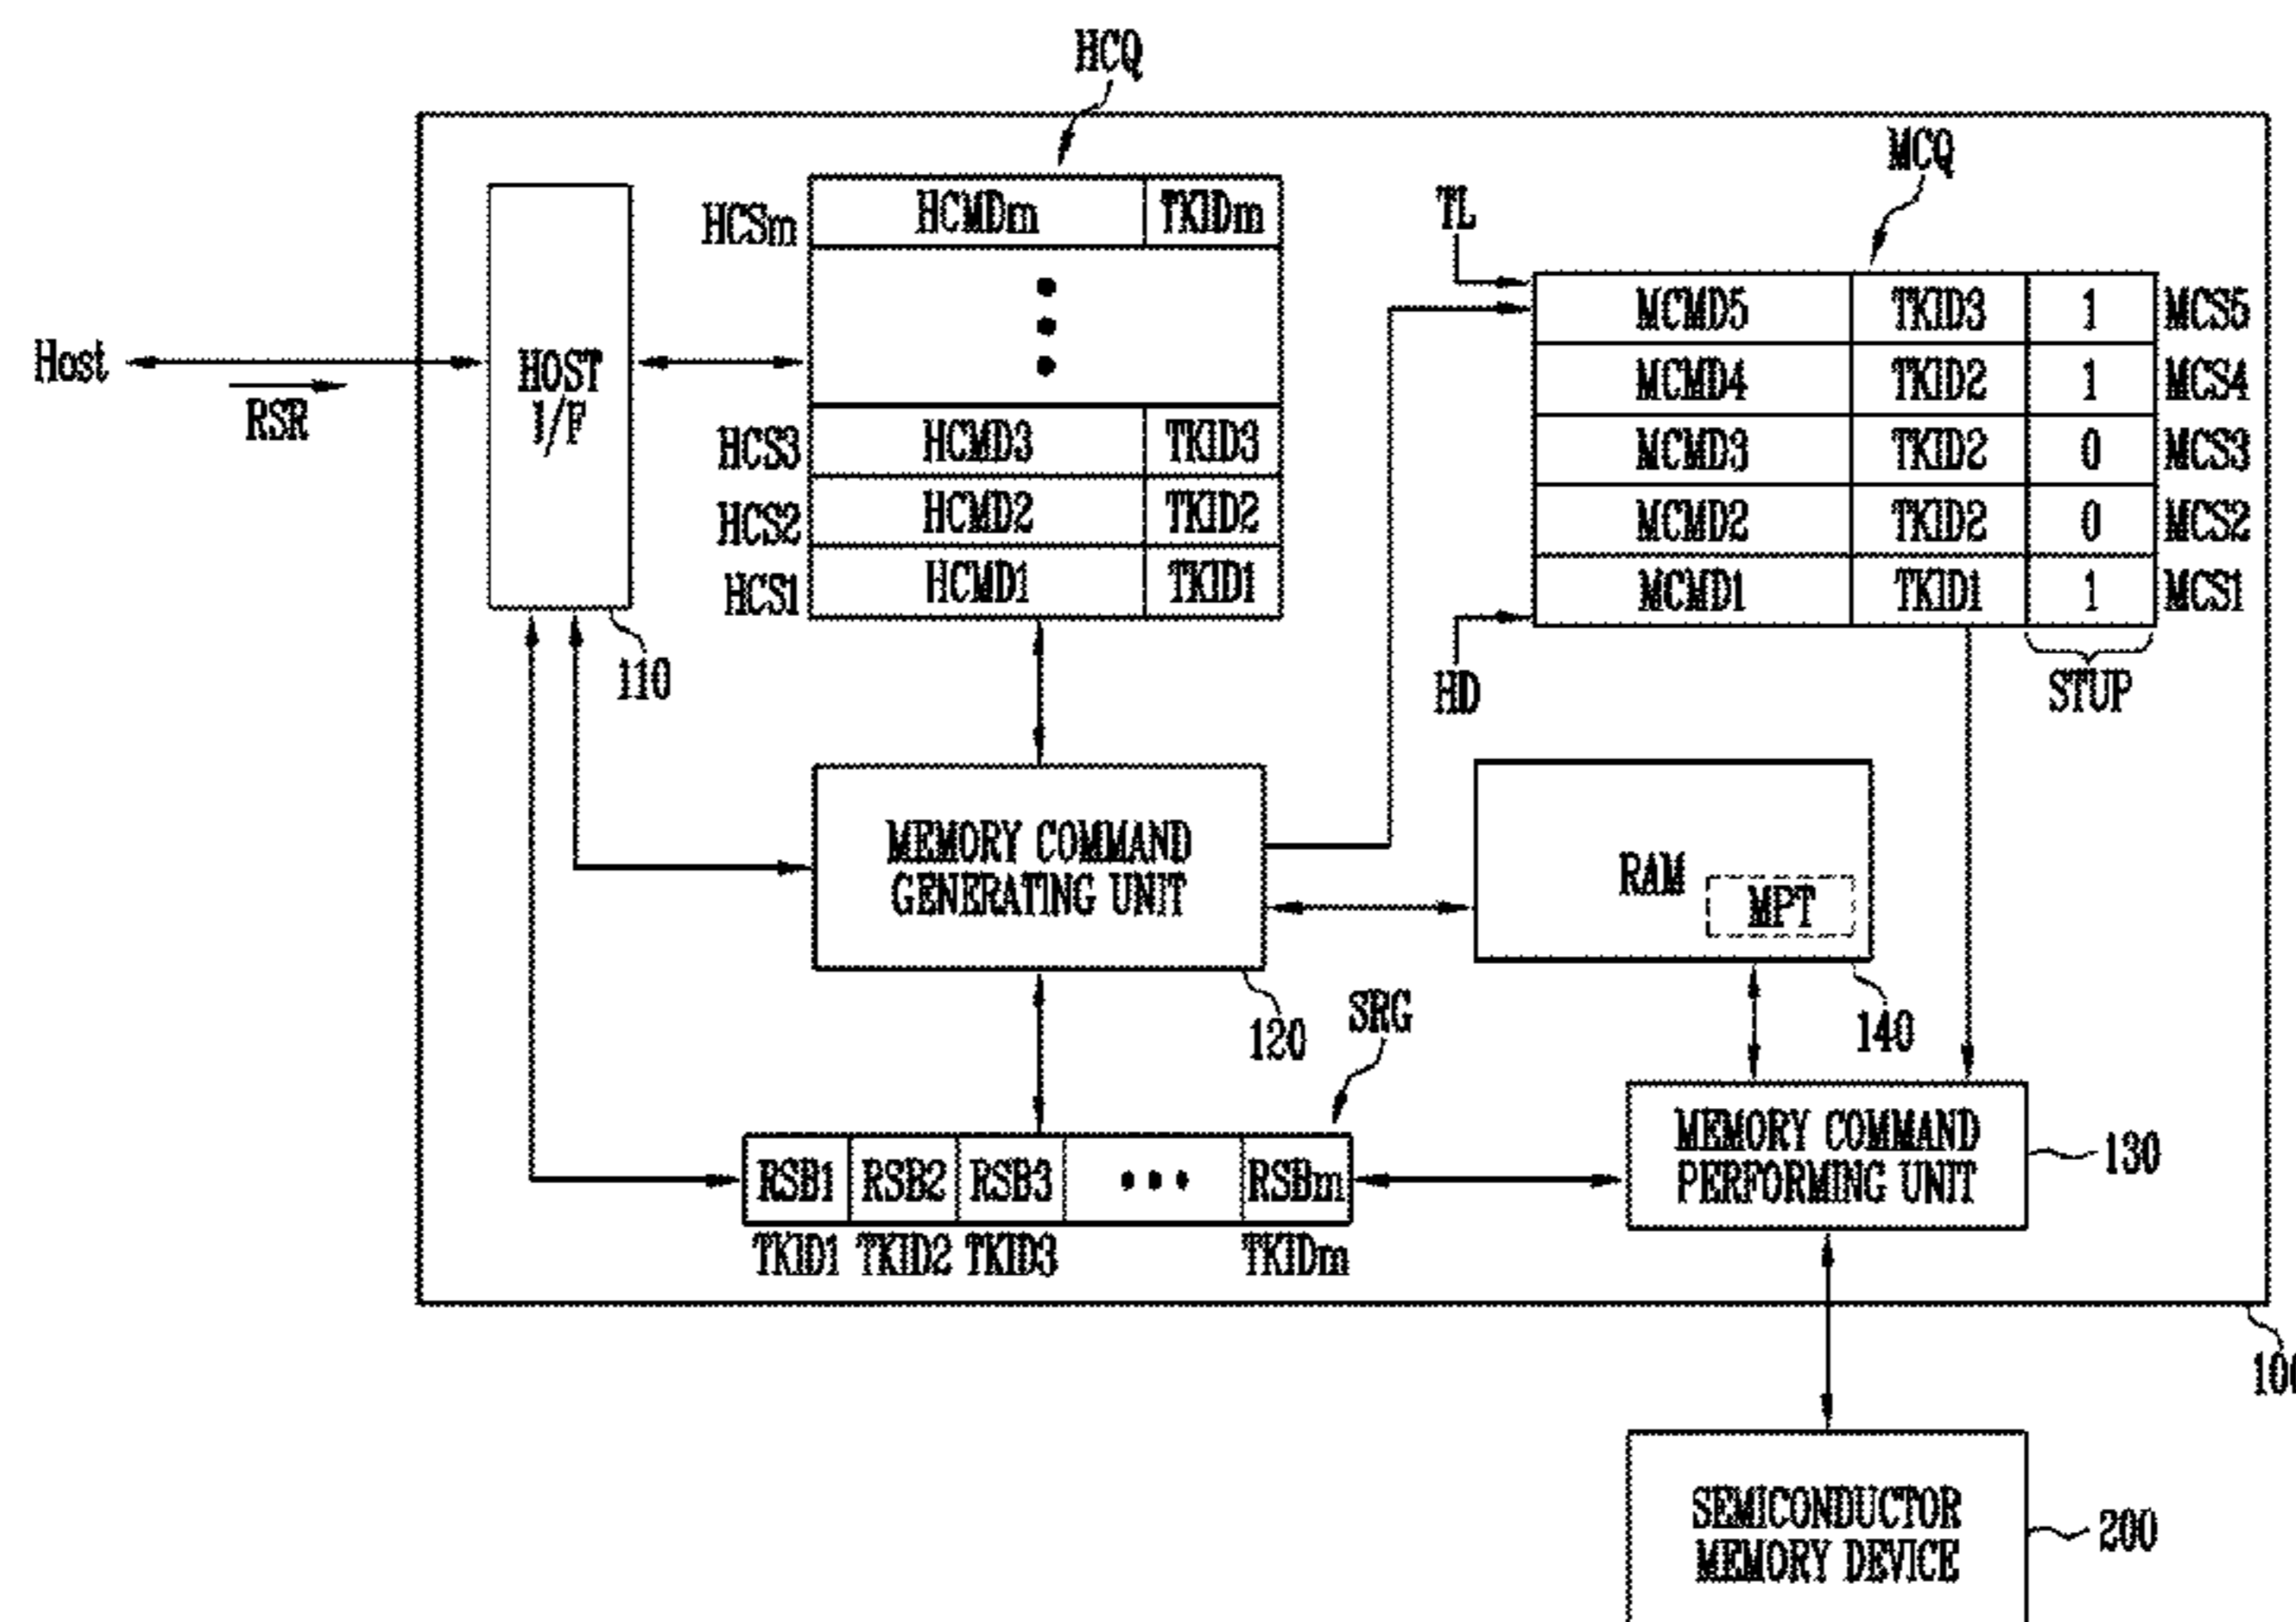 HCQ
MCQ
HCSm HCMDm TKIDm
TL
MCMD5 TKID3 1 MCS5
Host
RSR
HOST
I/F
MCMD4 TKID2 1 MCS4
HCS3 HCMD3 TKID3
MCMD3 TKID2 0 MCS3
HCS2 HCMD2 TKID2
MCMD2 TKID2 0 MCS2
HCS1 HCMD1 TKID1
MCMD1 TKID1 1 MCS1
110
HD
STUP
MEMORY COMMAND
GENERATING UNIT
RAM
MPT
120
SRG
140
MEMORY COMMAND
PERFORMING UNIT
130
RSB1 RSB2 RSB3 RSBm
TKID1 TKID2 TKID3 TKIDm
SEMICONDUCTOR
MEMORY DEVICE
200